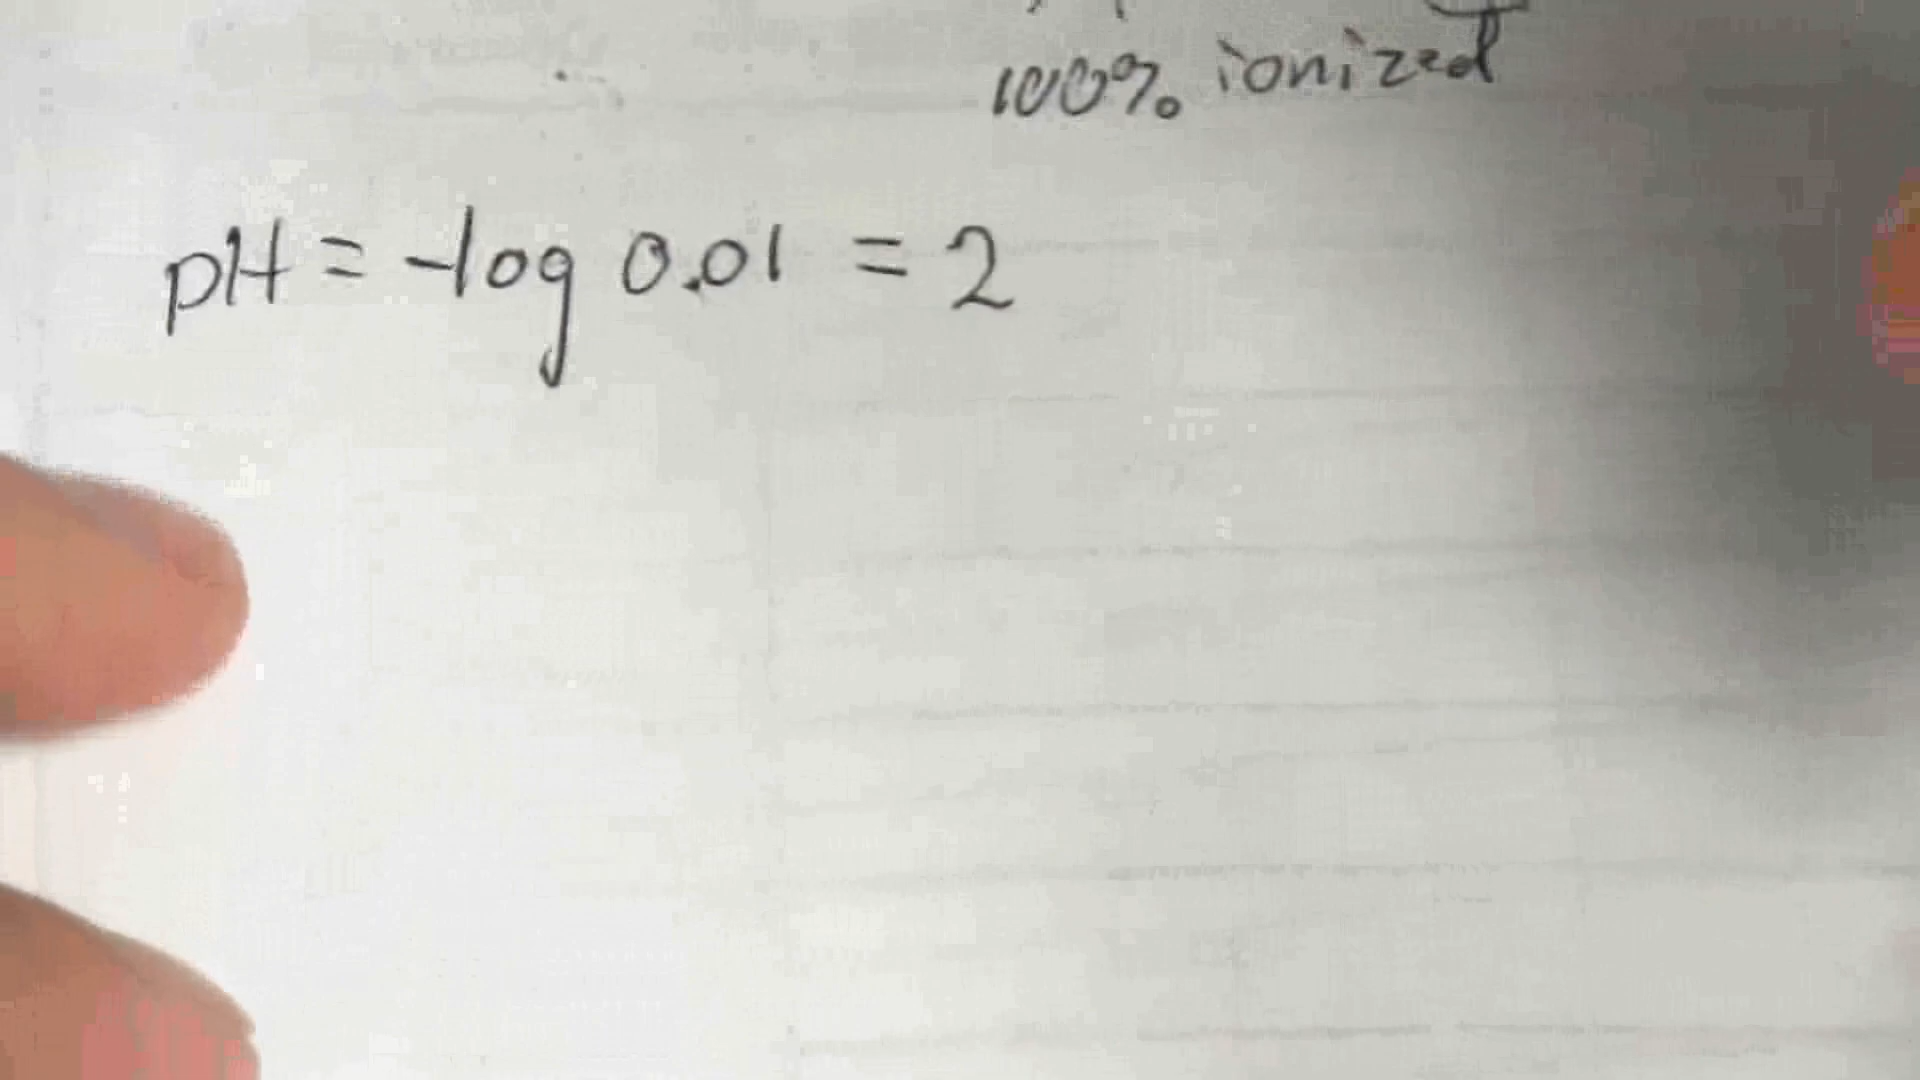 100% ionized
pH = -log 0.01 = 2